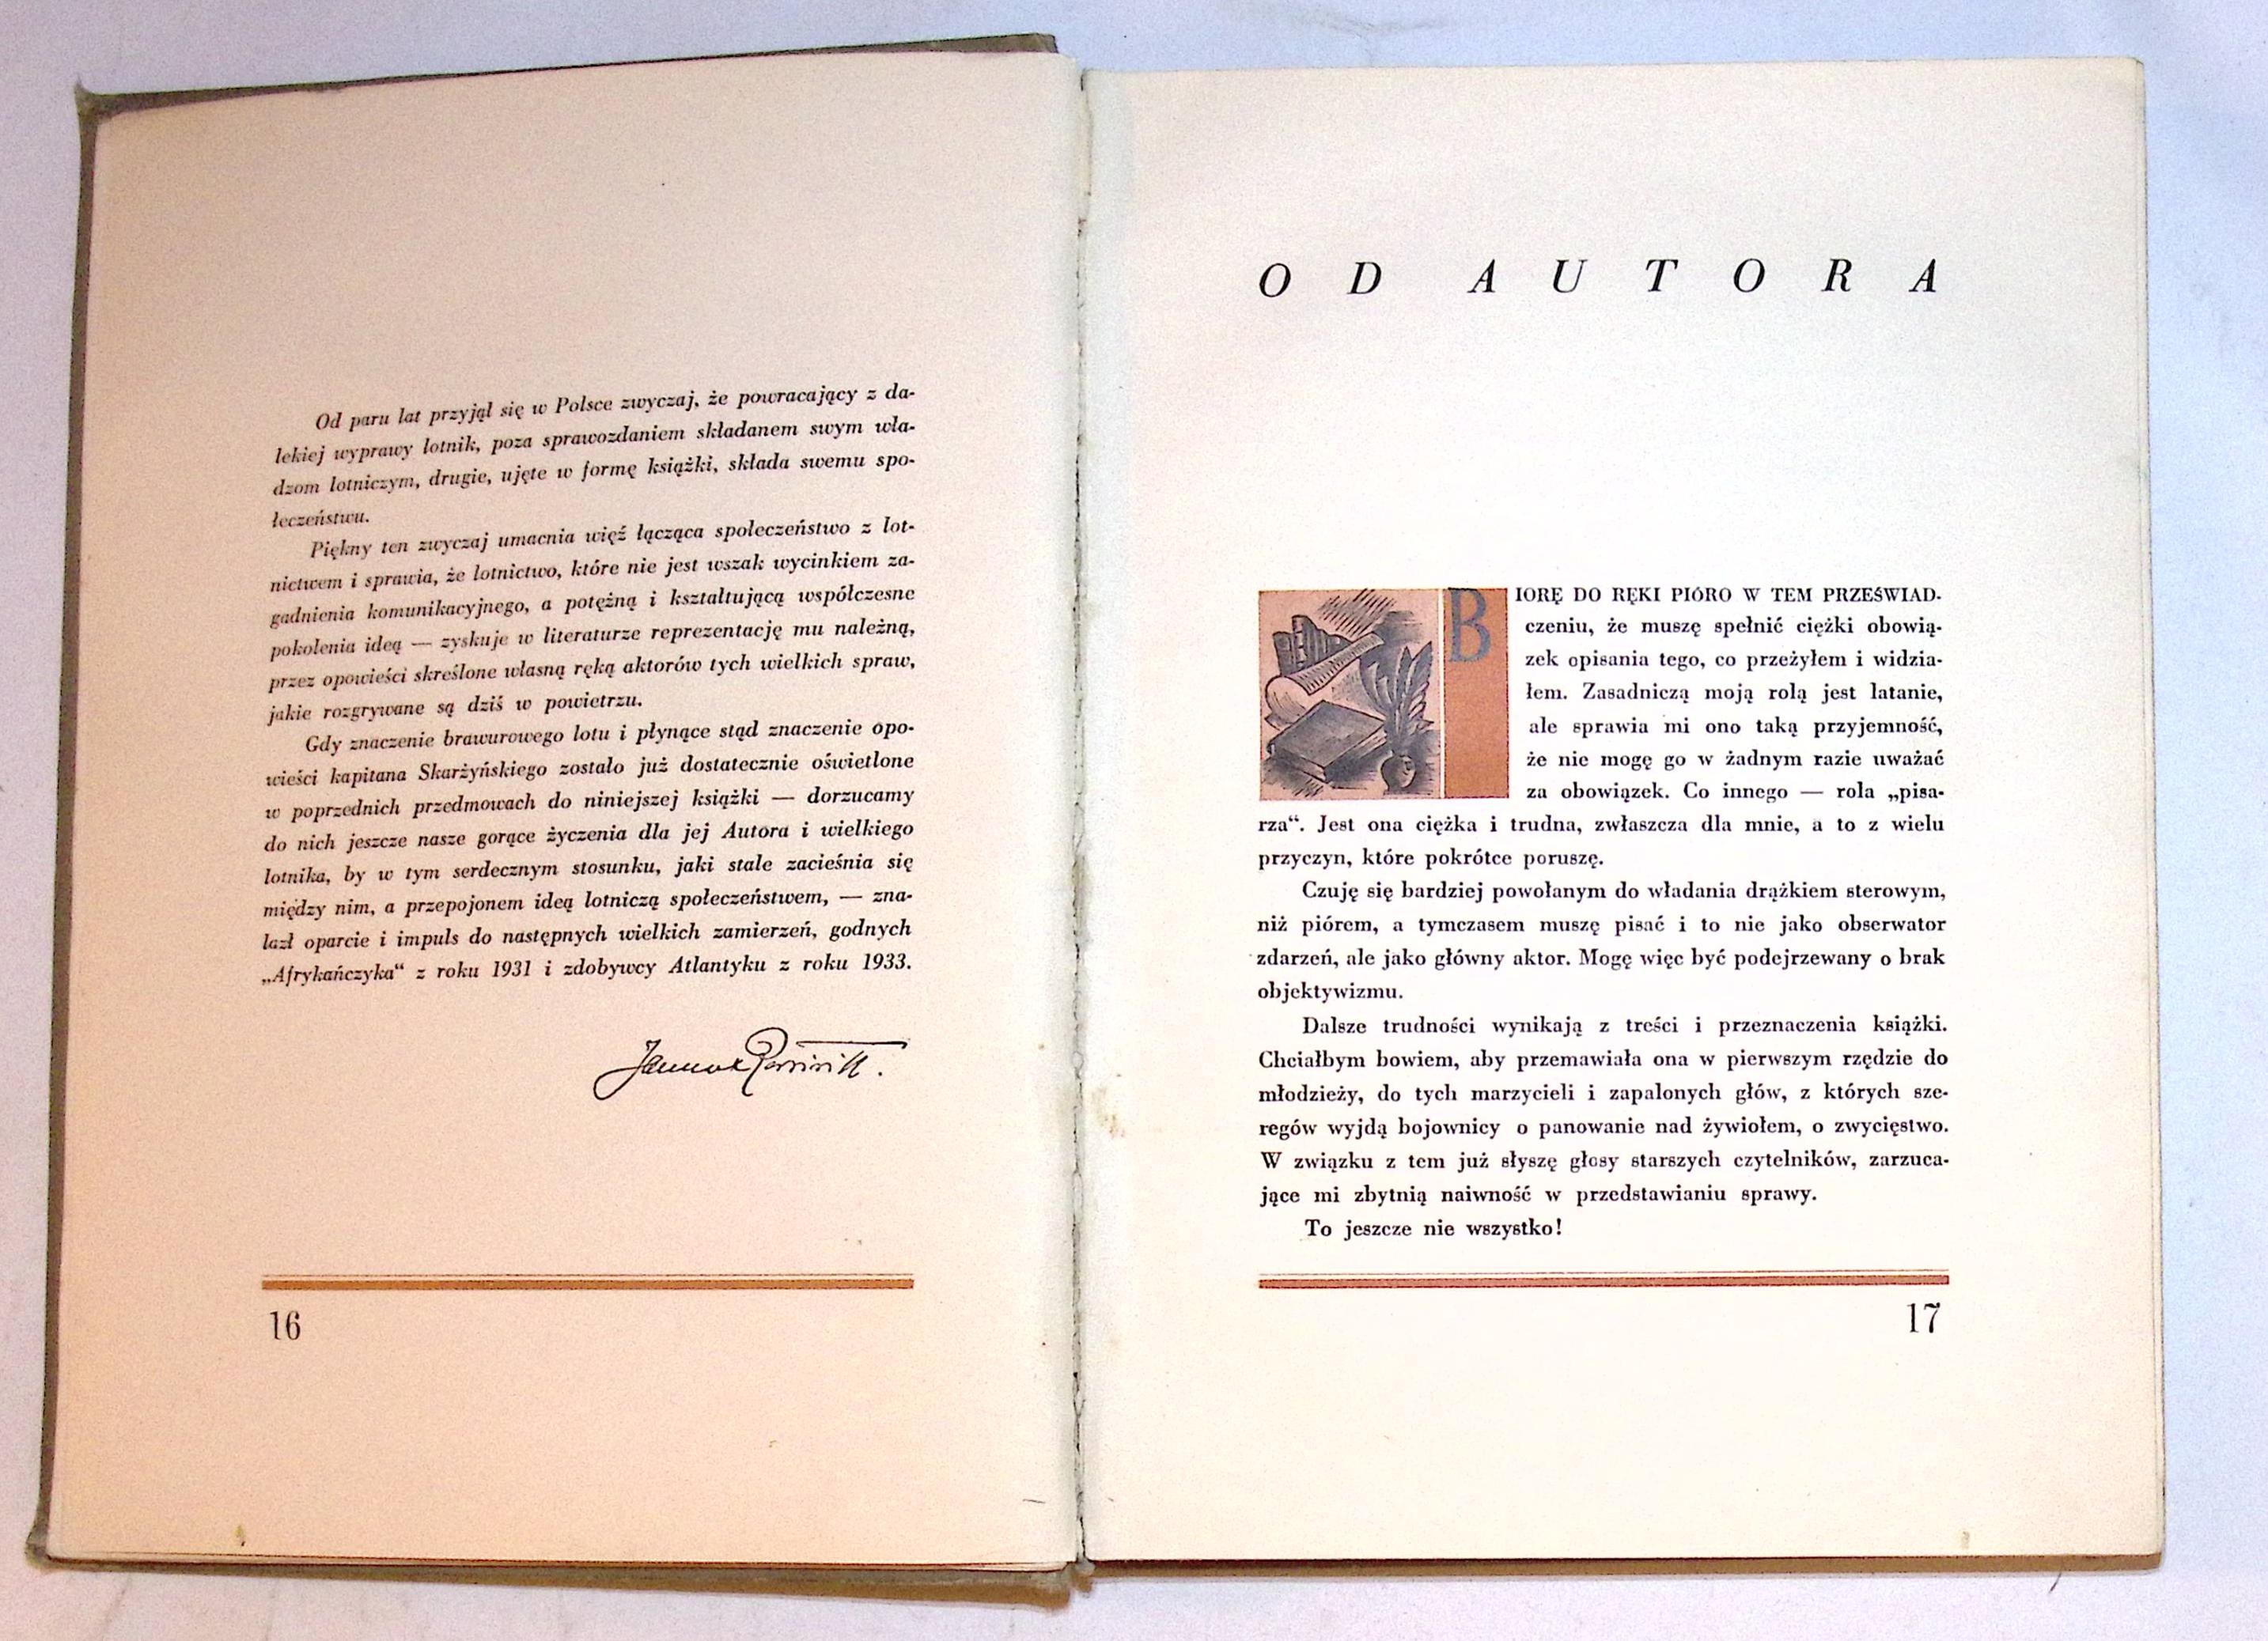 Od paru lat przyjął się w Polsce zwyczaj, że powracający z da-
lekiej wyprawy lotnik, poza sprawozdaniem składanem swym wła-
dzom lotniczym, drugie, ujęte w formę książki, składa swemu spo-
łeczeństwu.
Piękny ten zwyczaj umacnia więź łącząca społeczeństwo z lot-
nictwem i sprawia, że lotnictwo, które nie jest wszak wycinkiem za-
gadnienia komunikacyjnego, a potężną i kształtującą współczesne
pokolenia ideą — zyskuje w literaturze reprezentację mu należną,
przez opowieści skreślone własną ręką aktorów tych wielkich spraw,
jakie rozgrywane są dziś w powietrzu.
Gdy znaczenie brawurowego lotu i płynące stąd znaczenie opo-
wieści kapitana Skarżyńskiego zostało już dostatecznie oświetlone
w poprzednich przedmowach do niniejszej książki — dorzucamy
do nich jeszcze nasze gorące życzenia dla jej Autora i wielkiego
lotnika, by w tym serdecznym stosunku, jaki stale zacieśnia się
między nim, a przepojonem ideą lotniczą społeczeństwem, — zna-
lazł oparcie i impuls do następnych wielkich zamierzeń, godnych
„Afrykańczyka“ z roku 1931 i zdobywcy Atlantyku z roku 1933.
16
OD AUTORA
BIORĘ DO RĘKI PIÓRO W TEM PRZEŚWIAD-
czeniu, że muszę spełnić ciężki obowią-
zek opisania tego, co przeżyłem i widzia-
łem. Zasadniczą moją rolą jest latanie,
ale sprawia mi ono taką przyjemność,
że nie mogę go w żadnym razie uważać
za obowiązek. Co innego — rola „pisa-
rza“. Jest ona ciężka i trudna, zwłaszcza dla mnie, a to z wielu
przyczyn, które pokrótce poruszę.
Czuję się bardziej powołanym do władania drążkiem sterowym,
niż piórem, a tymczasem muszę pisać i to nie jako obserwator
zdarzeń, ale jako główny aktor. Mogę więc być podejrzewany o brak
objektywizmu.
Dalsze trudności wynikają z treści i przeznaczenia książki.
Chciałbym bowiem, aby przemawiała ona w pierwszym rzędzie do
młodzieży, do tych marzycieli i zapalonych głów, z których sze-
regów wyjdą bojownicy o panowanie nad żywiołem, o zwycięstwo.
W związku z tem już słyszę głosy starszych czytelników, zarzuca-
jące mi zbytnią naiwność w przedstawianiu sprawy.
To jeszcze nie wszystko!
17